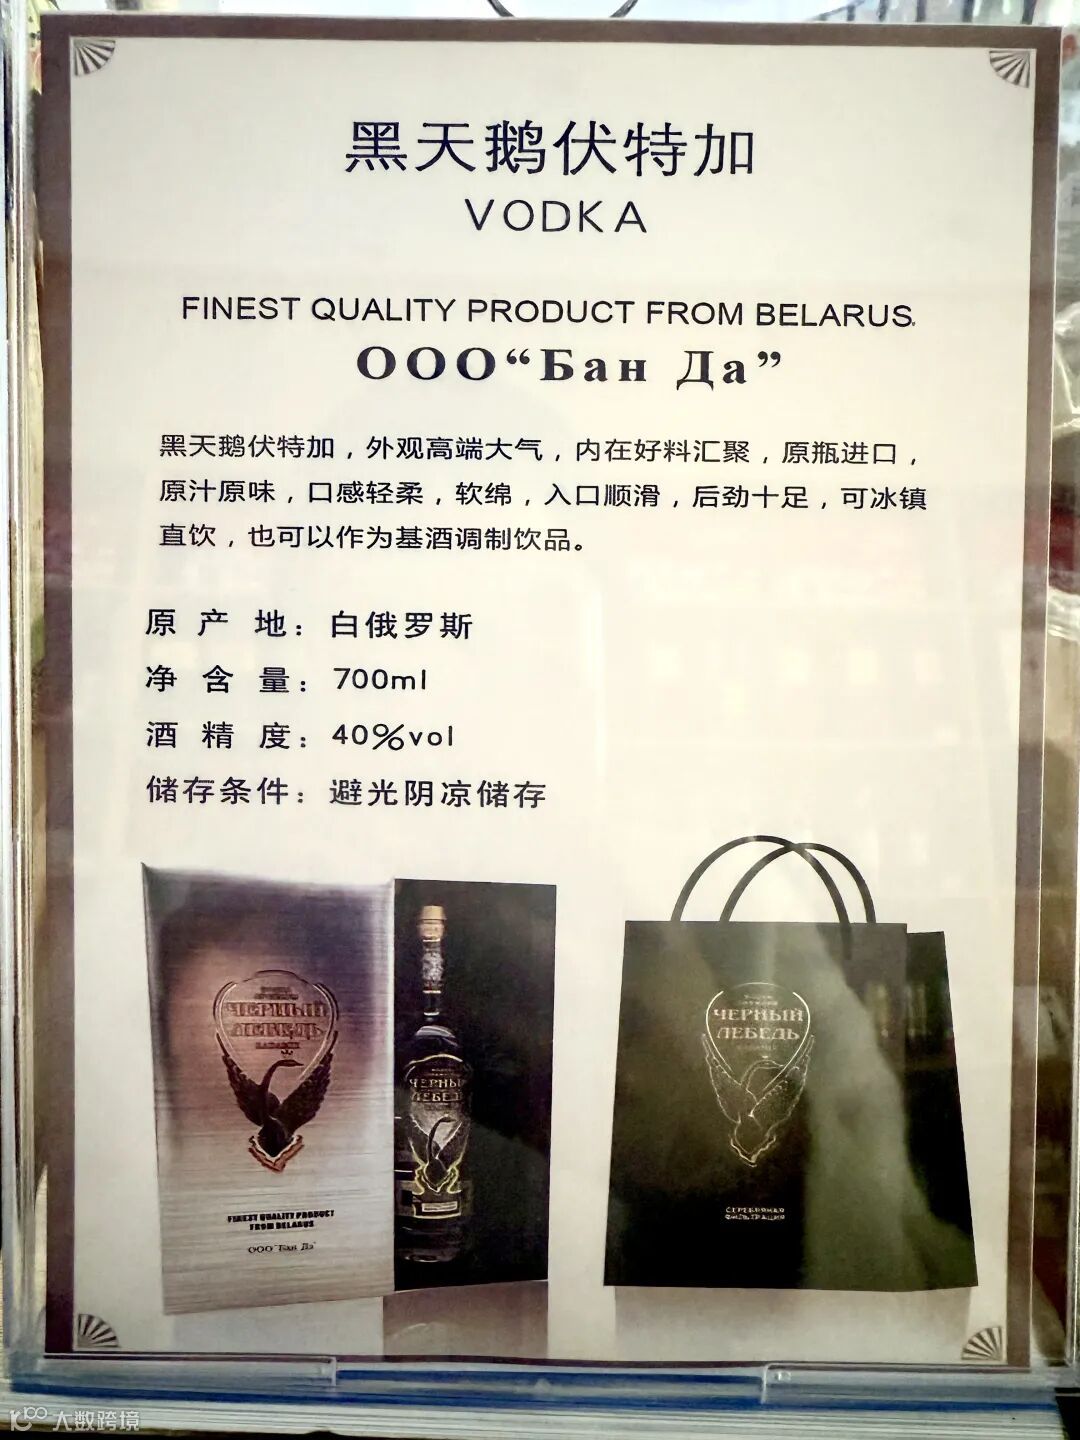 黑天鹅伏特加
VODKA
FINEST QUALITY PRODUCT FROM BELARUS.
ООО“Бан Да”
黑天鹅伏特加，外观高端大气，内在好料汇聚，原瓶进口，
原汁原味，口感轻柔，软绵，入口顺滑，后劲十足，可冰镇
直饮，也可以作为基酒调制饮品。
原产地：白俄罗斯
净含量：700ml
酒精度：40%vol
储存条件：避光阴凉储存
ЧЕРНЫЙ
ЛЕБЕДЬ
FINEST QUALITY PRODUCT
FROM BELARUS
ООО "Бан Да"
ЧЕРНЫЙ
ЛЕБЕДЬ
ЧЕРНЫЙ
ЛЕБЕДЬ
СЕРЕБРЯНАЯ
ФИЛЬТРАЦИЯ
大数跨境